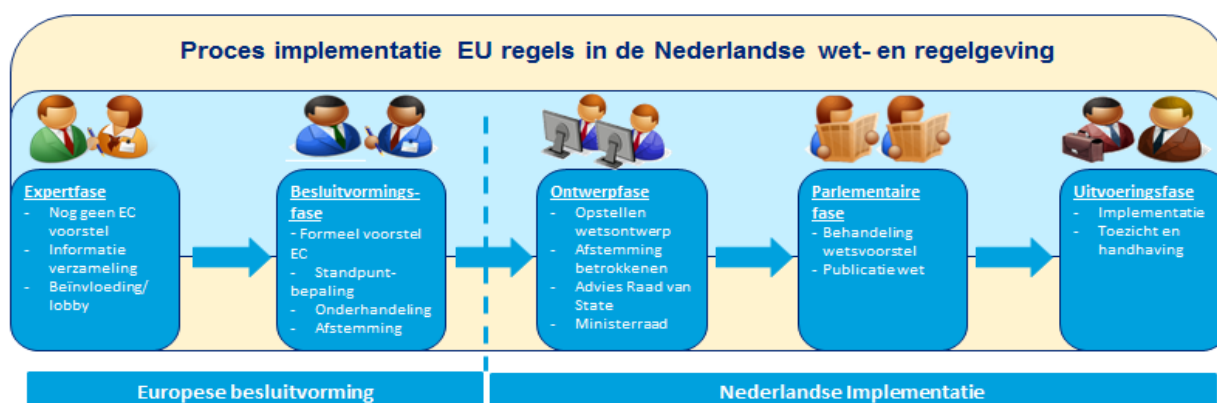 Proces implementatie EU regels in de Nederlandse wet- en regelgeving
Expertfase
- Nog geen EC
voorstel
- Informatie
verzameling
- Beïnvloeding/
lobby
Besluitvormings-
fase
- Formeel voorstel
EC
- Standpunt-
bepaling
- Onderhandeling
- Afstemming
Ontwerpfase
- Opstellen
wetsontwerp
- Afstemming
betrokkenen
- Advies Raad van
State
- Ministerraad
Parlementaire
fase
- Behandeling
wetsvoorstel
- Publicatie wet
Uitvoeringsfase
- Implementatie
- Toezicht en
handhaving
Europese besluitvorming
Nederlandse Implementatie